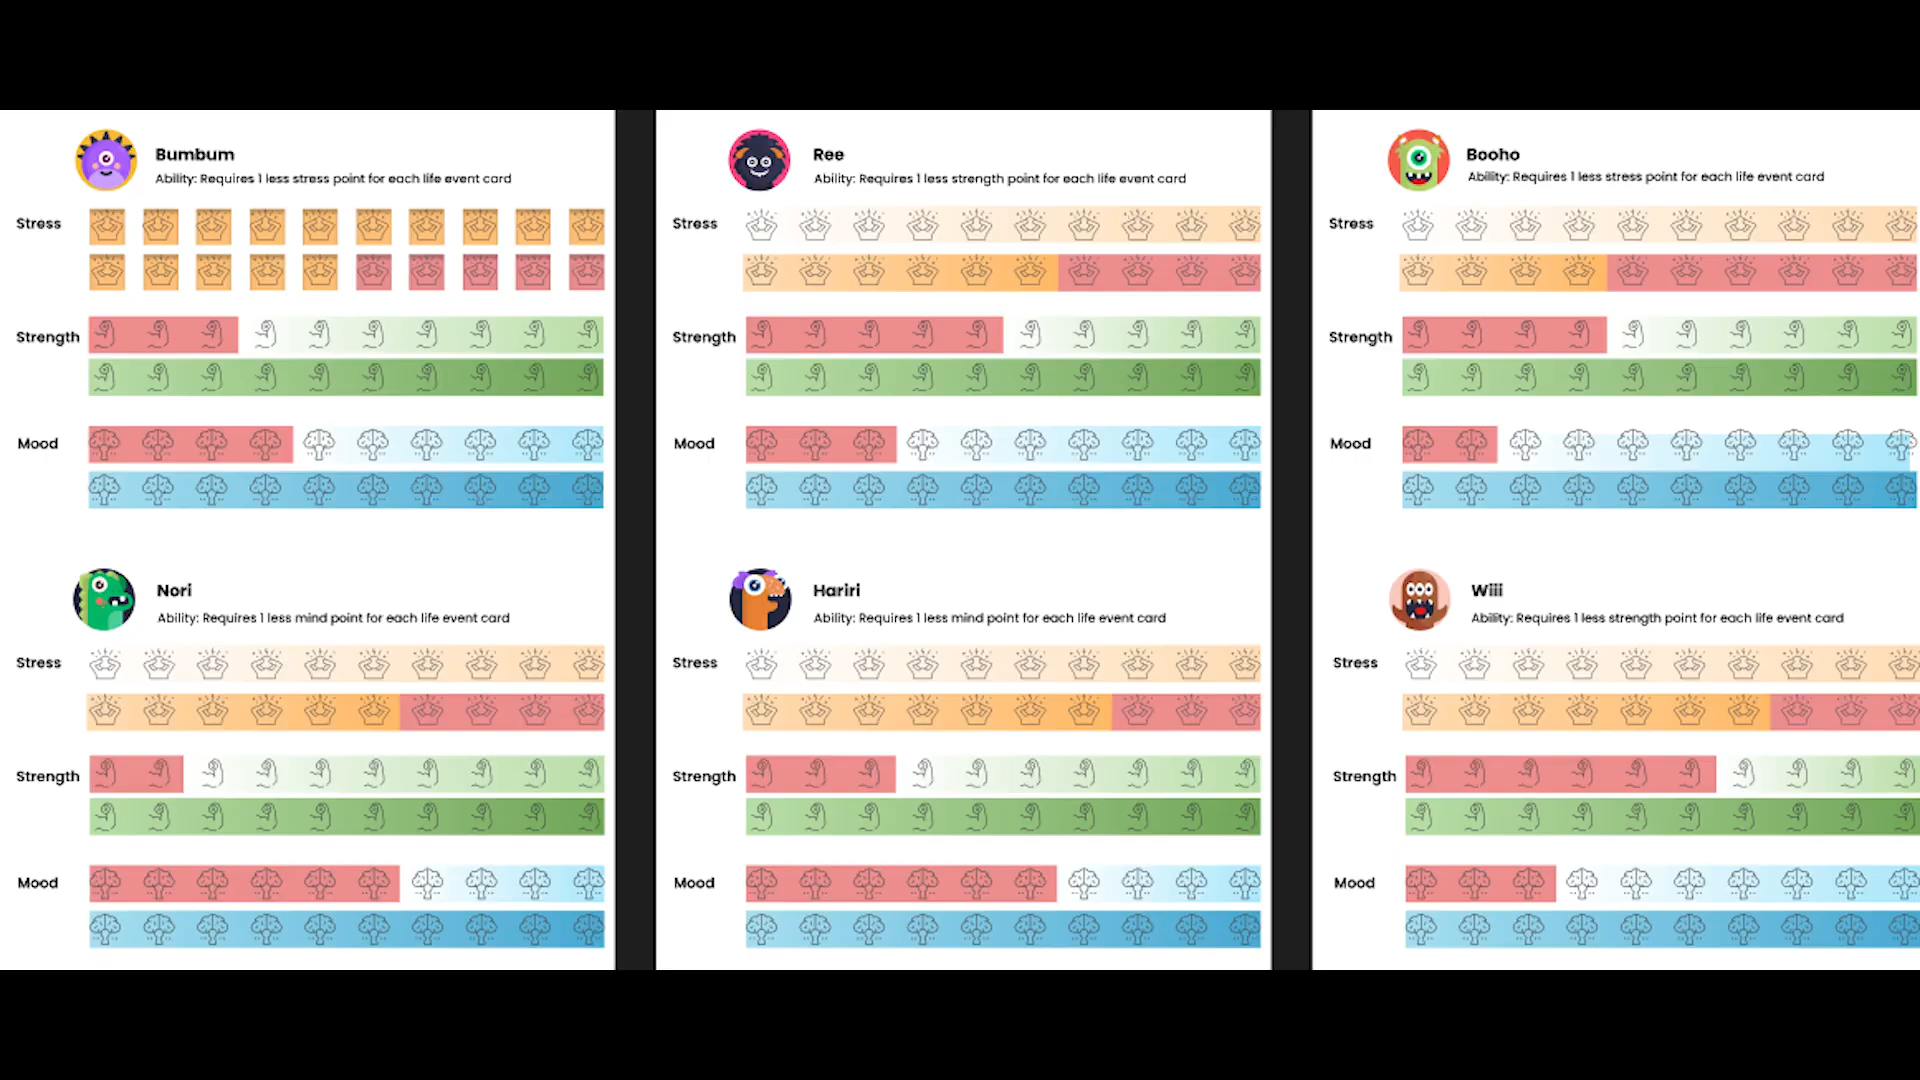 Bumbum
Ability: Requires 1 less stress point for each life event card
Stress
Strength
Mood
Nori
Ability: Requires 1 less mind point for each life event card
Stress
Strength
Mood
Ree
Ability: Requires 1 less strength point for each life event card
Stress
Strength
Mood
Hariri
Ability: Requires 1 less mind point for each life event card
Stress
Strength
Mood
Booho
Ability: Requires 1 less stress point for each life event card
Stress
Strength
Mood
Wiii
Ability: Requires 1 less strength point for each life event card
Stress
Strength
Mood